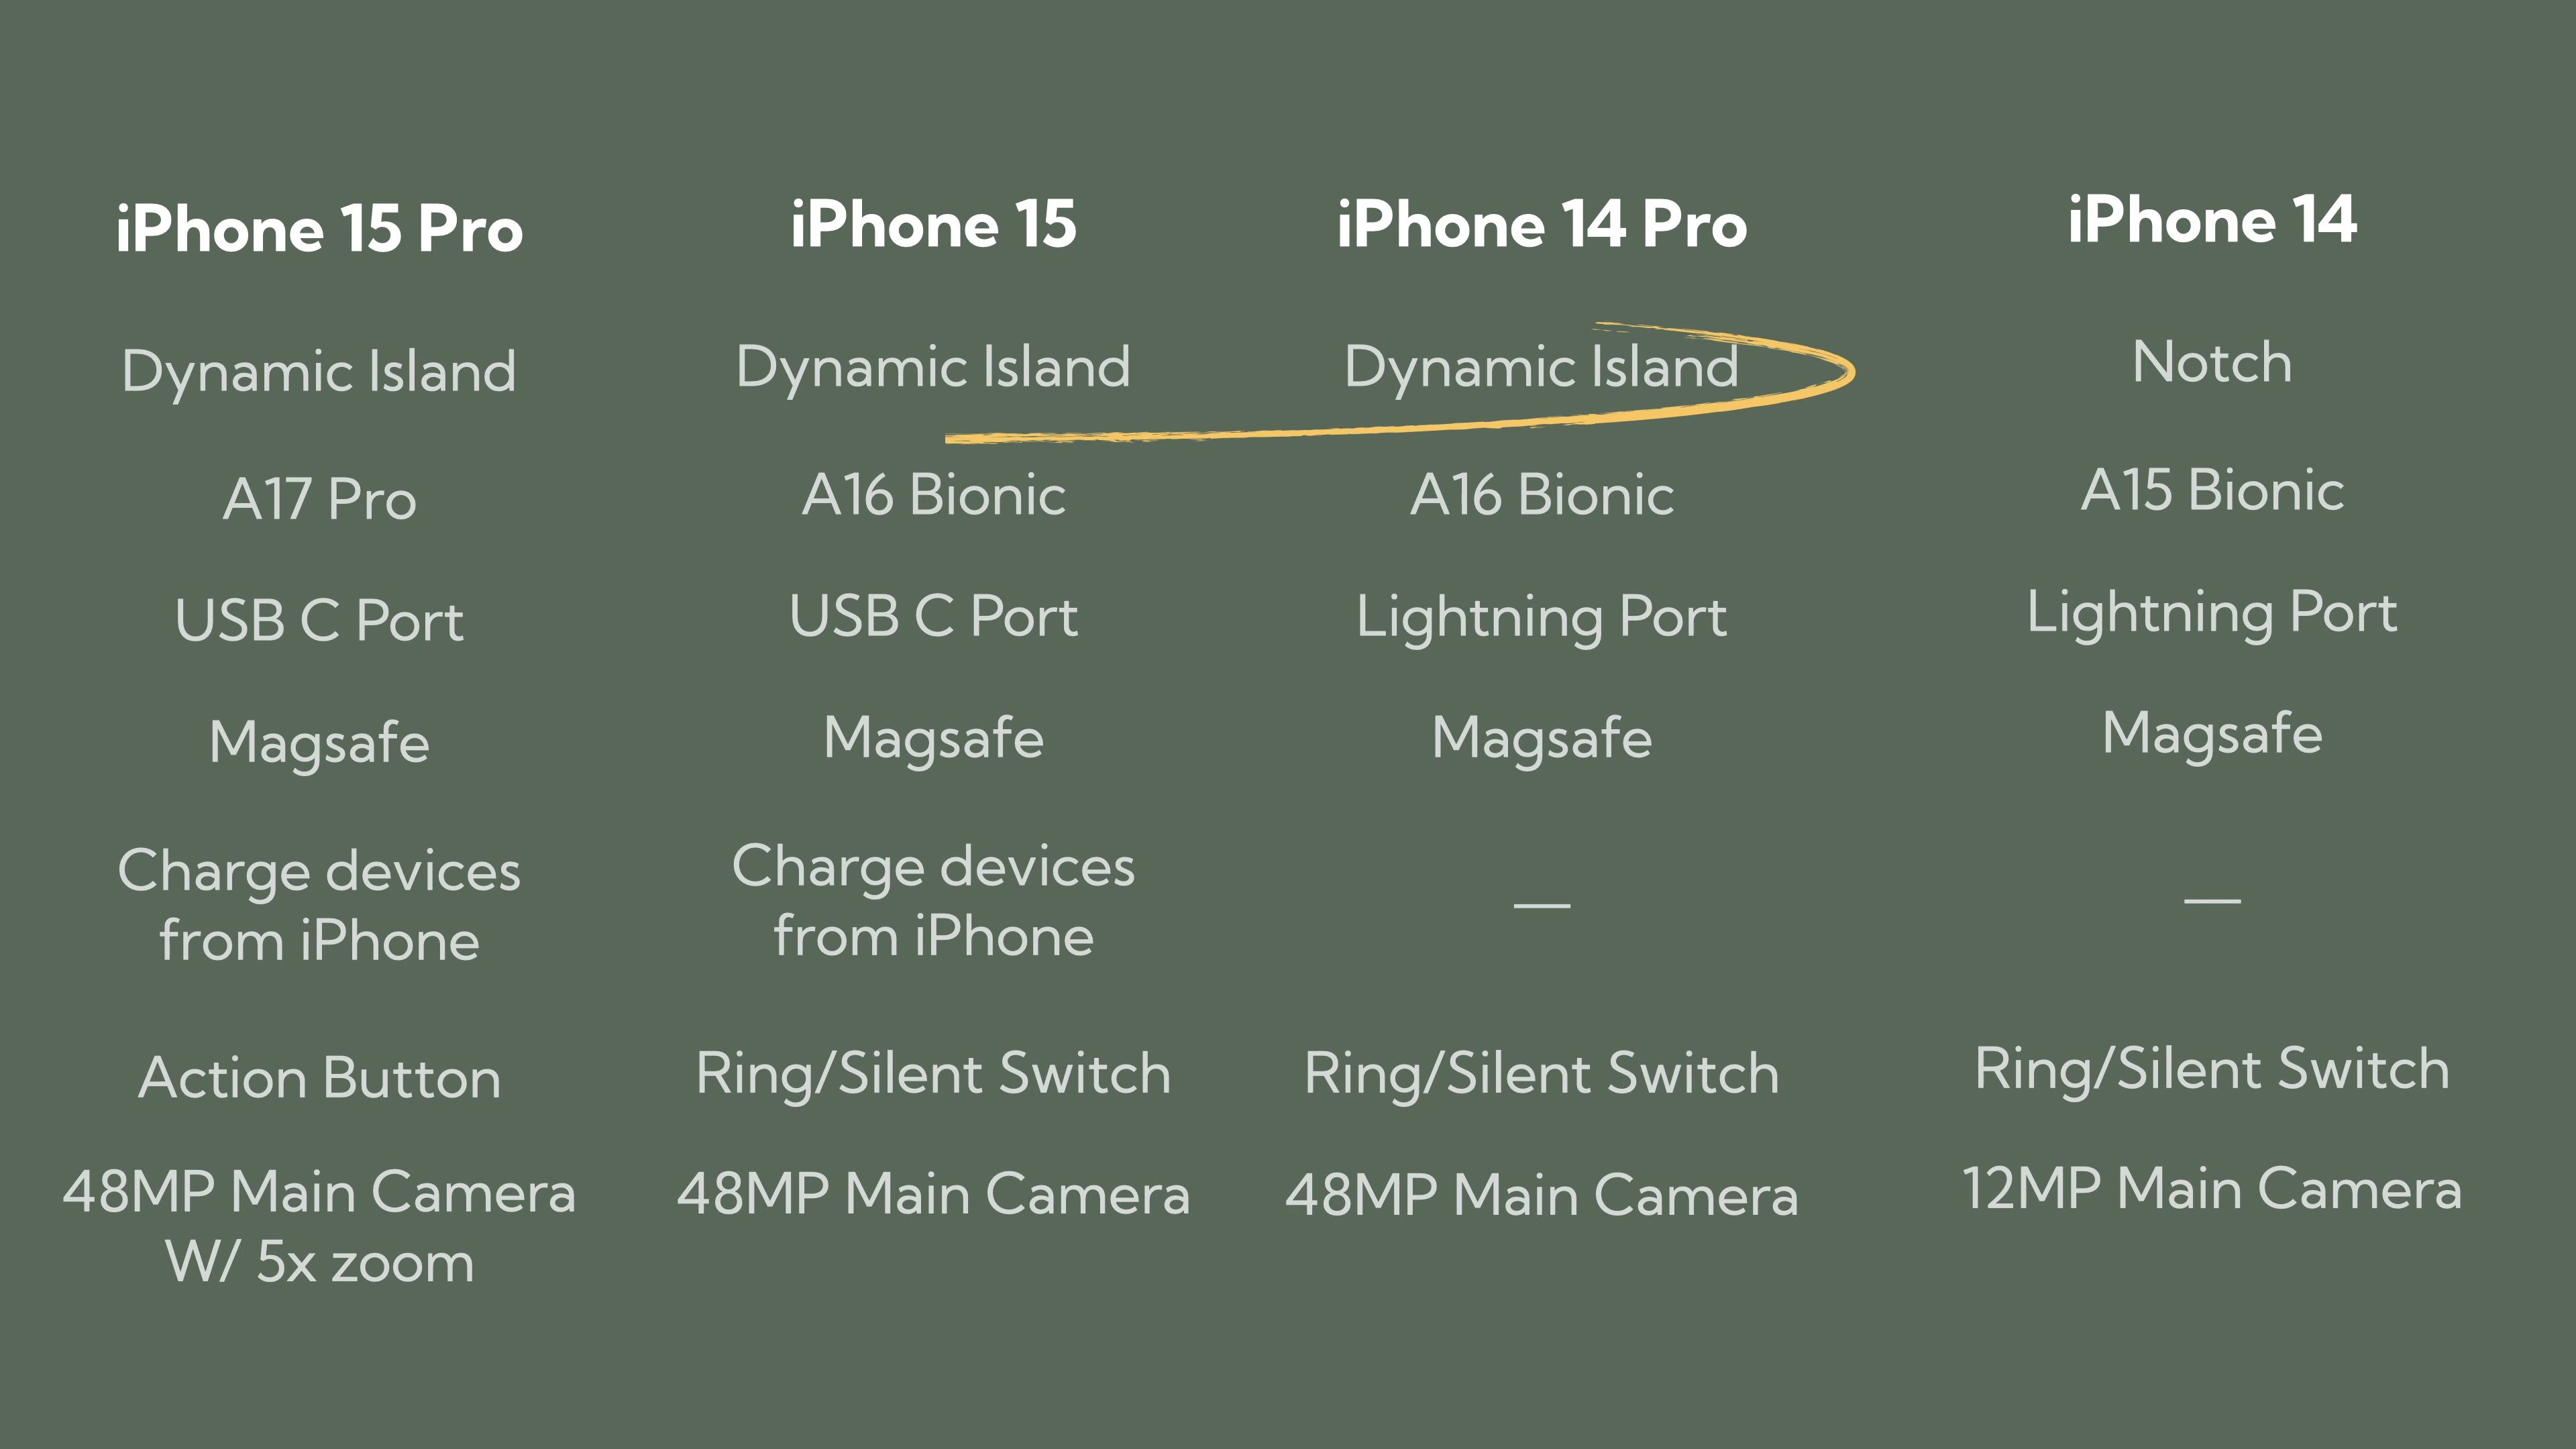 iPhone 15 Pro
Dynamic Island
A17 Pro
USB C Port
Magsafe
Charge devices
from iPhone
Action Button
48MP Main Camera
W/ 5x zoom
iPhone 15
Dynamic Island
A16 Bionic
USB C Port
Magsafe
Charge devices
from iPhone
Ring/Silent Switch
48MP Main Camera
iPhone 14 Pro
Dynamic Island
A16 Bionic
Lightning Port
Magsafe
—
Ring/Silent Switch
48MP Main Camera
iPhone 14
Notch
A15 Bionic
Lightning Port
Magsafe
—
Ring/Silent Switch
12MP Main Camera